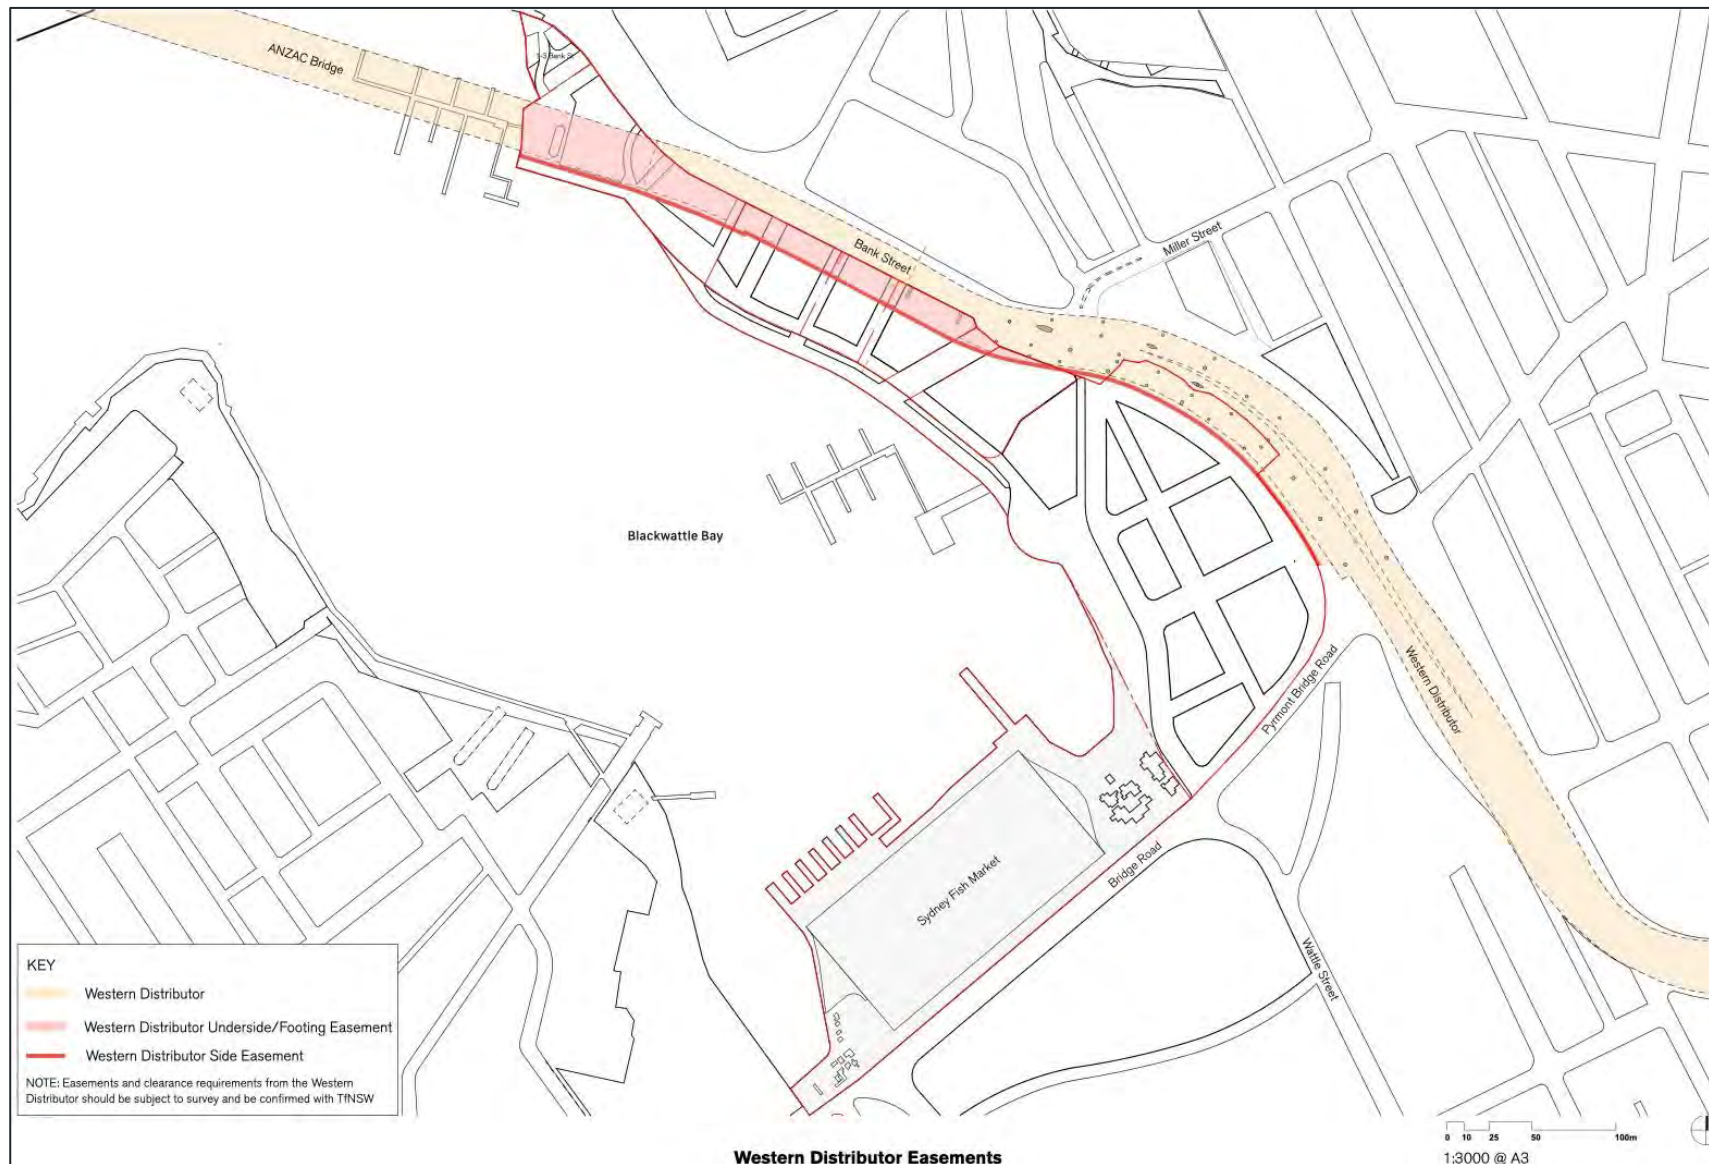 1-3 Bank St
ANZAC Bridge
Bank Street
Miller Street
Blackwattle Bay
Western Distributor
Pyrmont Bridge Road
Bridge Road
Sydney Fish Market
Wattle Street
KEY
Western Distributor
Western Distributor Underside/Footing Easement
Western Distributor Side Easement
NOTE: Easements and clearance requirements from the Western
Distributor should be subject to survey and be confirmed with TfNSW
0 10 25 50 100m
1:3000 @ A3
Western Distributor Easements